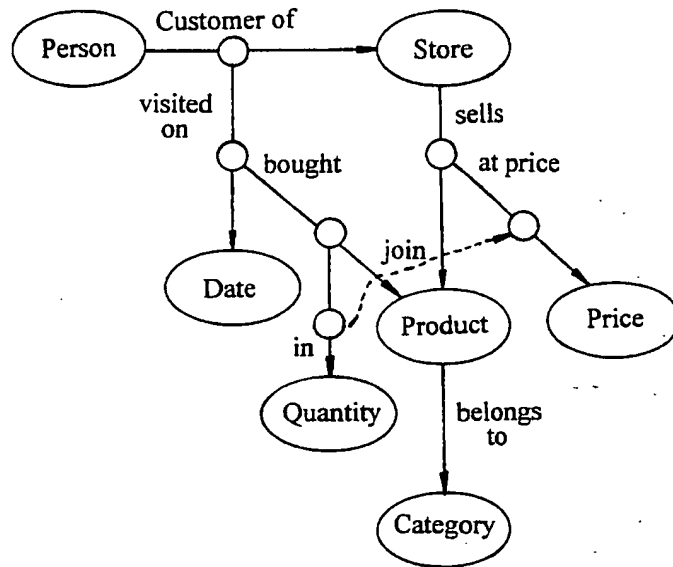 Customer of
Person
Store
visited
on
sells
bought
at price
join
Date
Product
Price
in
Quantity
belongs
to
Category